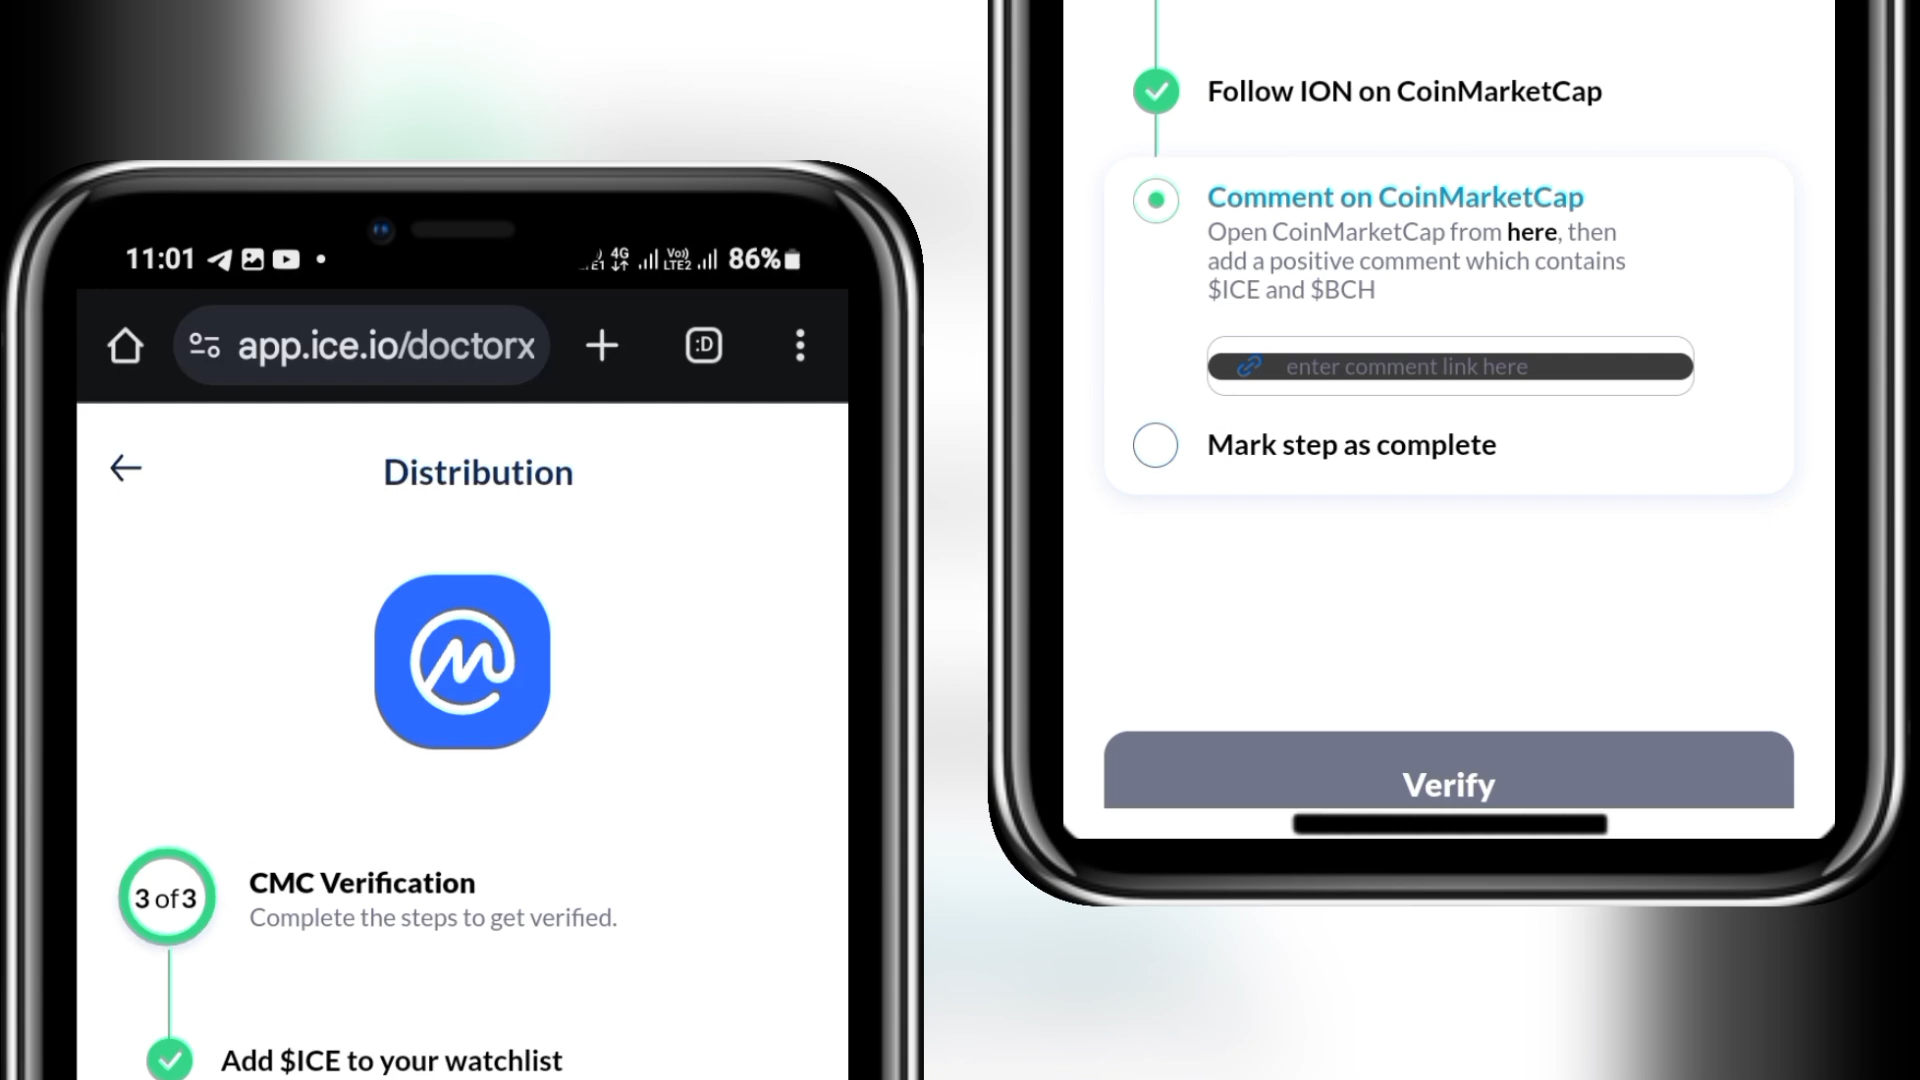 11:01
4G
Vo))
LTE2
86%
app.ice.io/doctorx
:D
Distribution
3 of 3
CMC Verification
Complete the steps to get verified.
Add $ICE to your watchlist
Follow ION on CoinMarketCap
Comment on CoinMarketCap
Open CoinMarketCap from here, then
add a positive comment which contains
$ICE and $BCH
enter comment link here
Mark step as complete
Verify